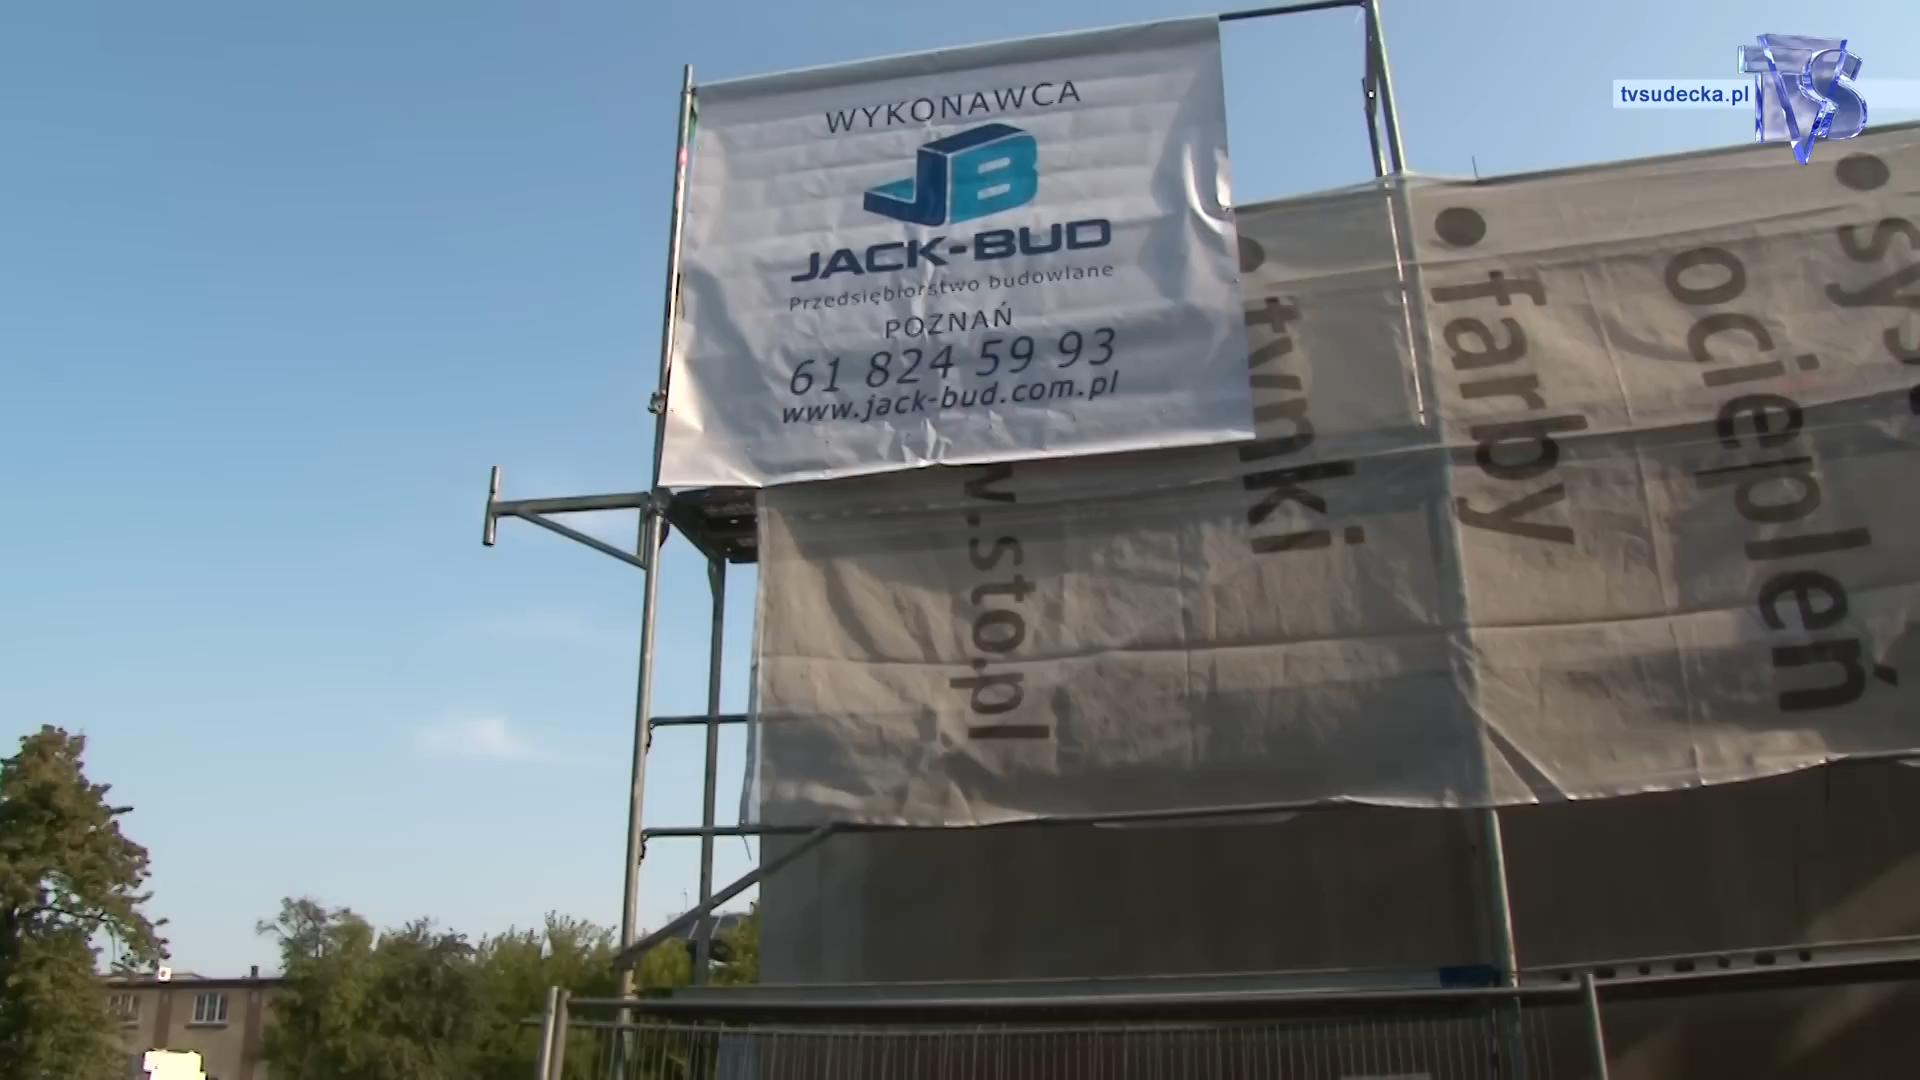 WYKONAWCA
JB
JACK-BUD
Przedsiębiorstwo budowlane
POZNAŃ
61 824 59 93
www.jack-bud.com.pl
tvsudecka.pl
TVS
.sto.pl
• tynki
• farby
ociepleń